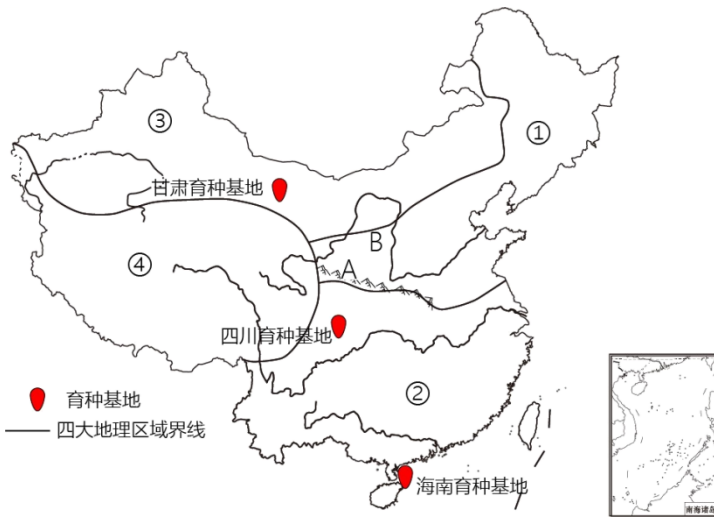 ①
③
甘肃育种基地
B
A
④
四川育种基地
②
育种基地
四大地理区域界线
海南育种基地
南海诸岛